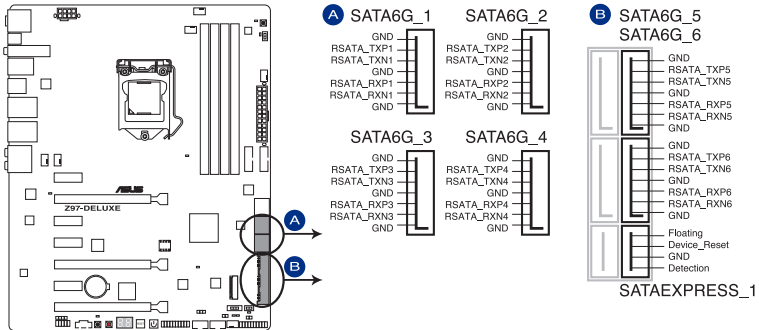 A SATA6G_1
GND
RSATA_TXP1
RSATA_TXN1
GND
RSATA_RXP1
RSATA_RXN1
GND
SATA6G_2
GND
RSATA_TXP2
RSATA_TXN2
GND
RSATA_RXP2
RSATA_RXN2
GND
SATA6G_3
GND
RSATA_TXP3
RSATA_TXN3
GND
RSATA_RXP3
RSATA_RXN3
GND
SATA6G_4
GND
RSATA_TXP4
RSATA_TXN4
GND
RSATA_RXP4
RSATA_RXN4
GND
B SATA6G_5
SATA6G_6
GND
RSATA_TXP5
RSATA_TXN5
GND
RSATA_RXP5
RSATA_RXN5
GND
GND
RSATA_TXP6
RSATA_TXN6
GND
RSATA_RXP6
RSATA_RXN6
GND
Floating
Device_Reset
GND
Detection
SATAEXPRESS_1
ASUS
Z97-DELUXE
A
B